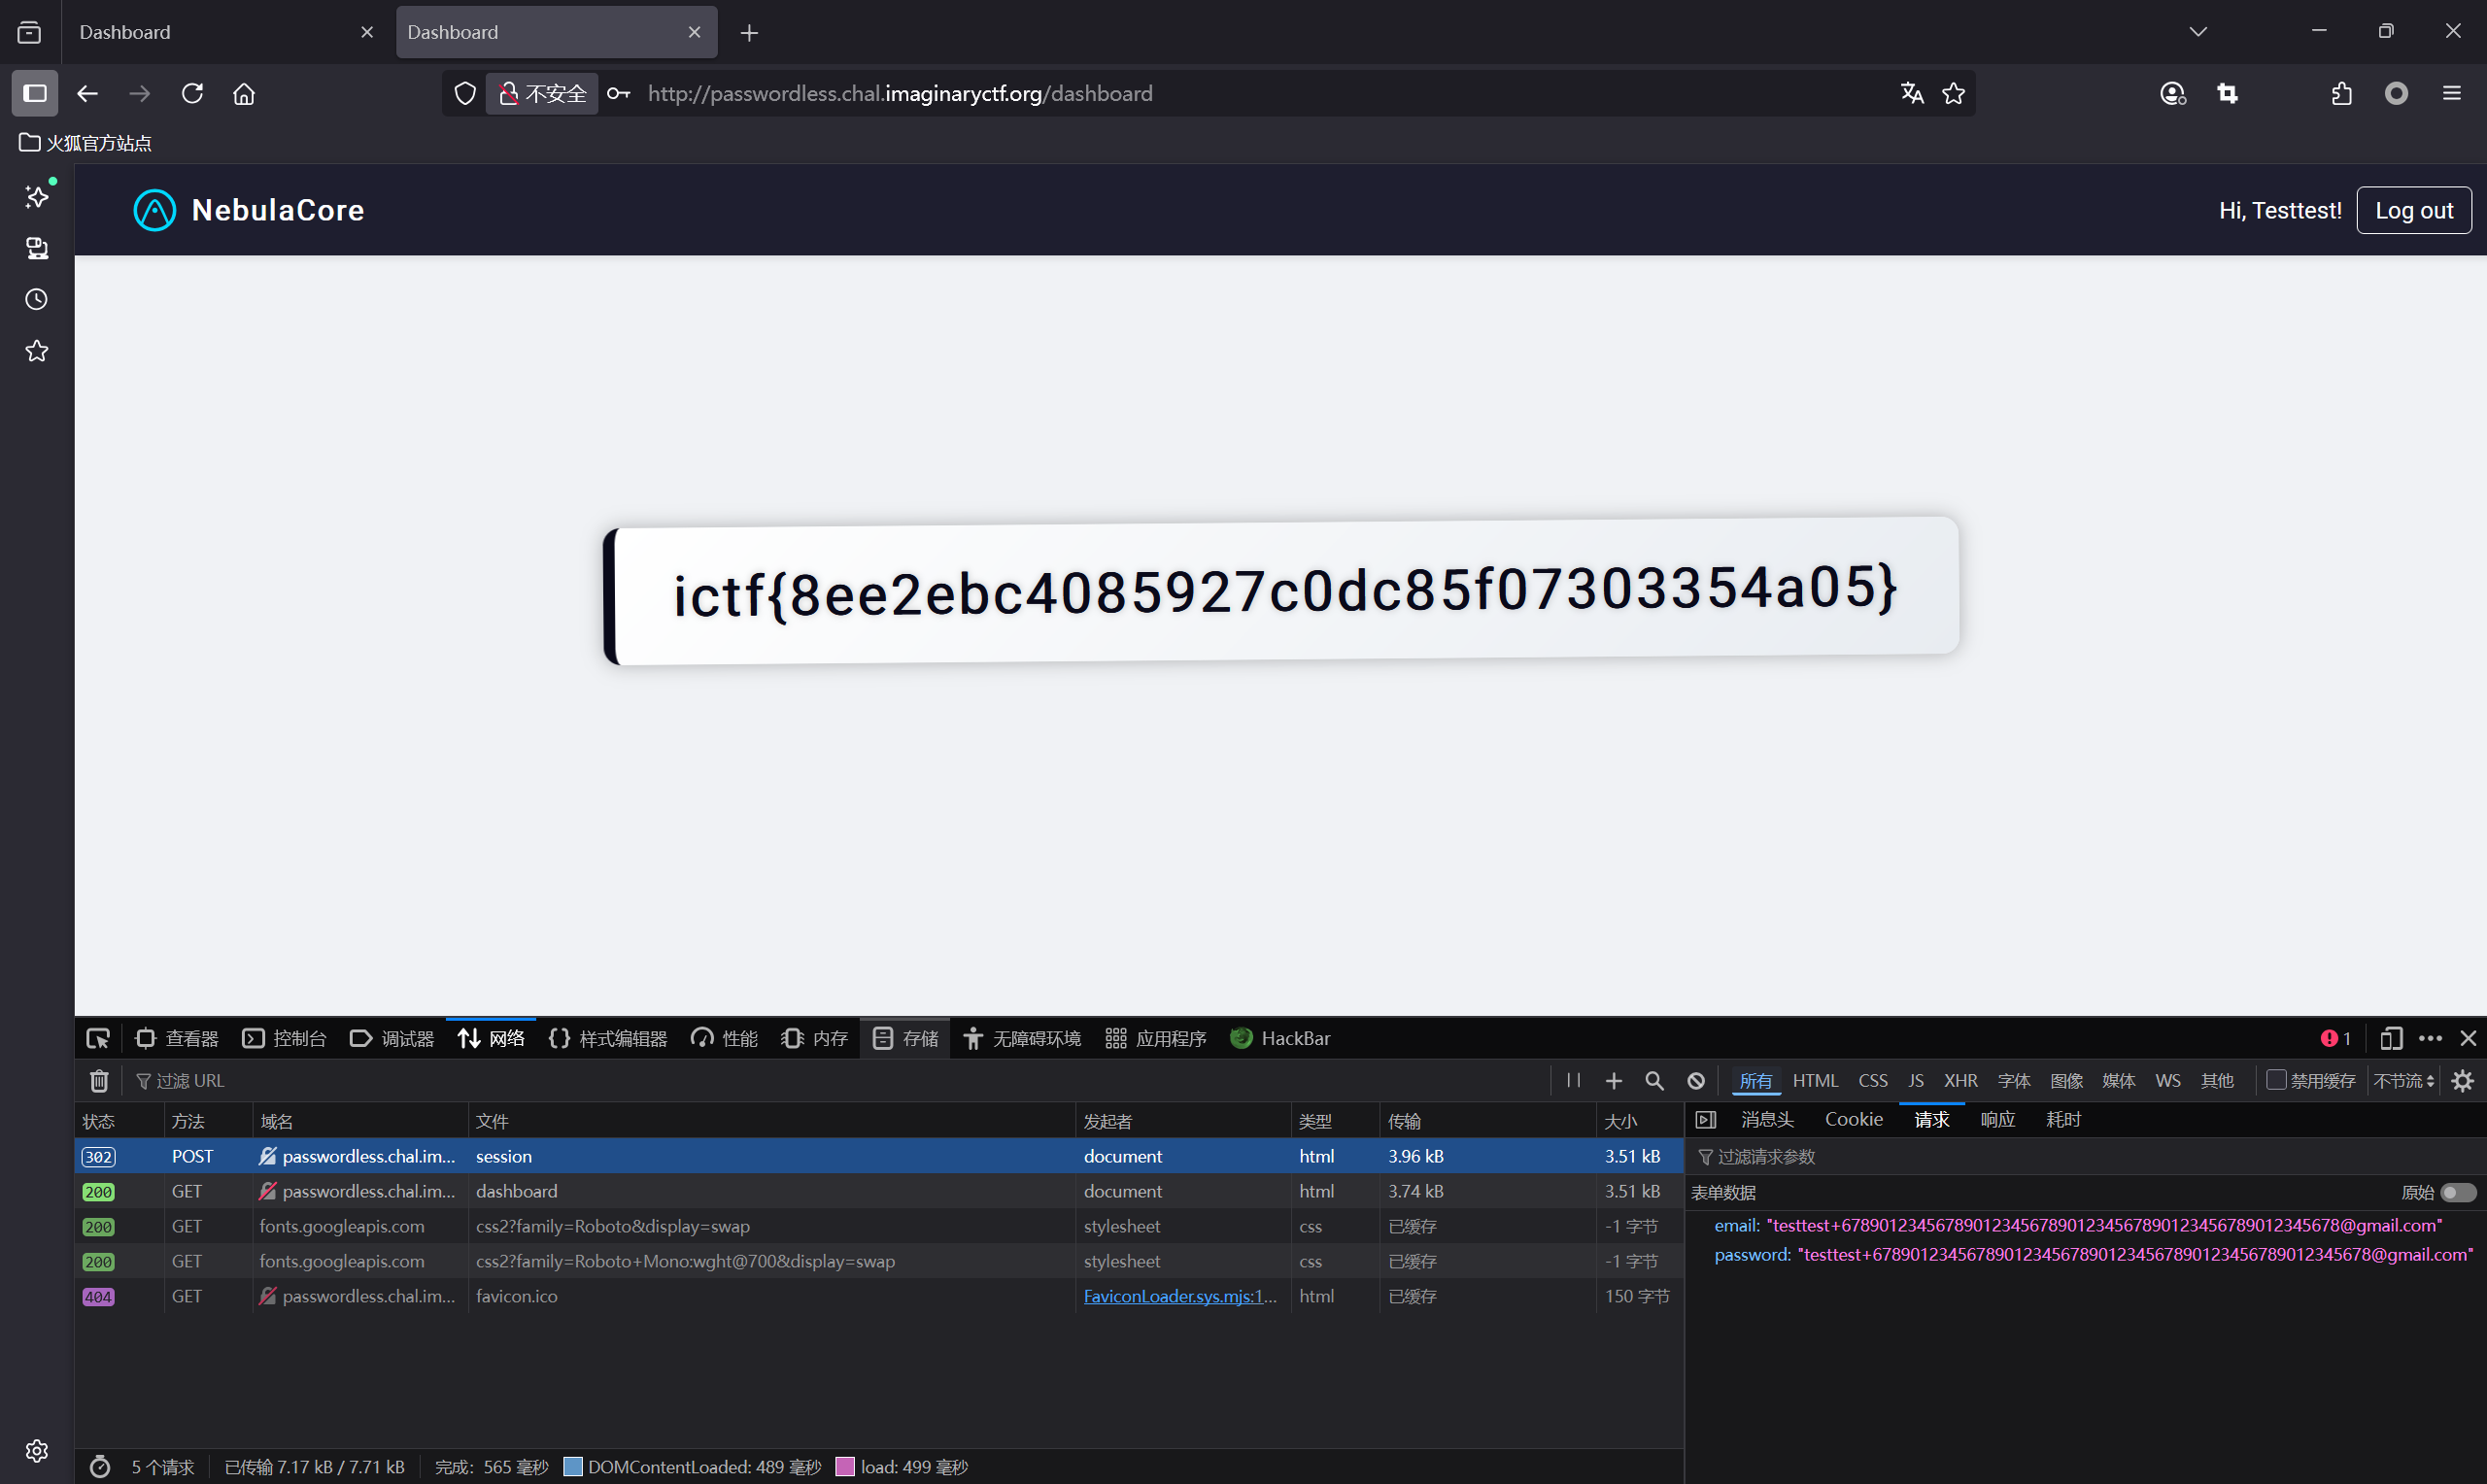 Dashboard
Dashboard
不安全
http://passwordless.chal.imaginaryctf.org/dashboard
火狐官方站点
NebulaCore
Hi, Testtest!
Log out
ictf{8ee2ebc4085927c0dc85f07303354a05}
查看器 控制台 调试器 网络 样式编辑器 性能 内存 存储 无障碍环境 应用程序 HackBar 1
过滤 URL 所有 HTML CSS JS XHR 字体 图像 媒体 WS 其他 禁用缓存 不节流
状态 方法 域名 文件 发起者 类型 传输 大小
302 POST passwordless.chal.im... session document html 3.96 kB 3.51 kB
200 GET passwordless.chal.im... dashboard document html 3.74 kB 3.51 kB
200 GET fonts.googleapis.com css2?family=Roboto&display=swap stylesheet css 已缓存 -1 字节
200 GET fonts.googleapis.com css2?family=Roboto+Mono:wght@700&display=swap stylesheet css 已缓存 -1 字节
404 GET passwordless.chal.im... favicon.ico FaviconLoader.sys.mjs:1... html 已缓存 150 字节
消息头 Cookie 请求 响应 耗时
过滤请求参数
表单数据 原始
email: "testtest+6789012345678901234567890123456789012345678901234 5678@gmail.com"
password: "testtest+67890123456789012345678901234567890123456789012345678@gmail.com"
5 个请求 已传输 7.17 kB / 7.71 kB 完成: 565 毫秒 DOMContentLoaded: 489 毫秒 load: 499 毫秒